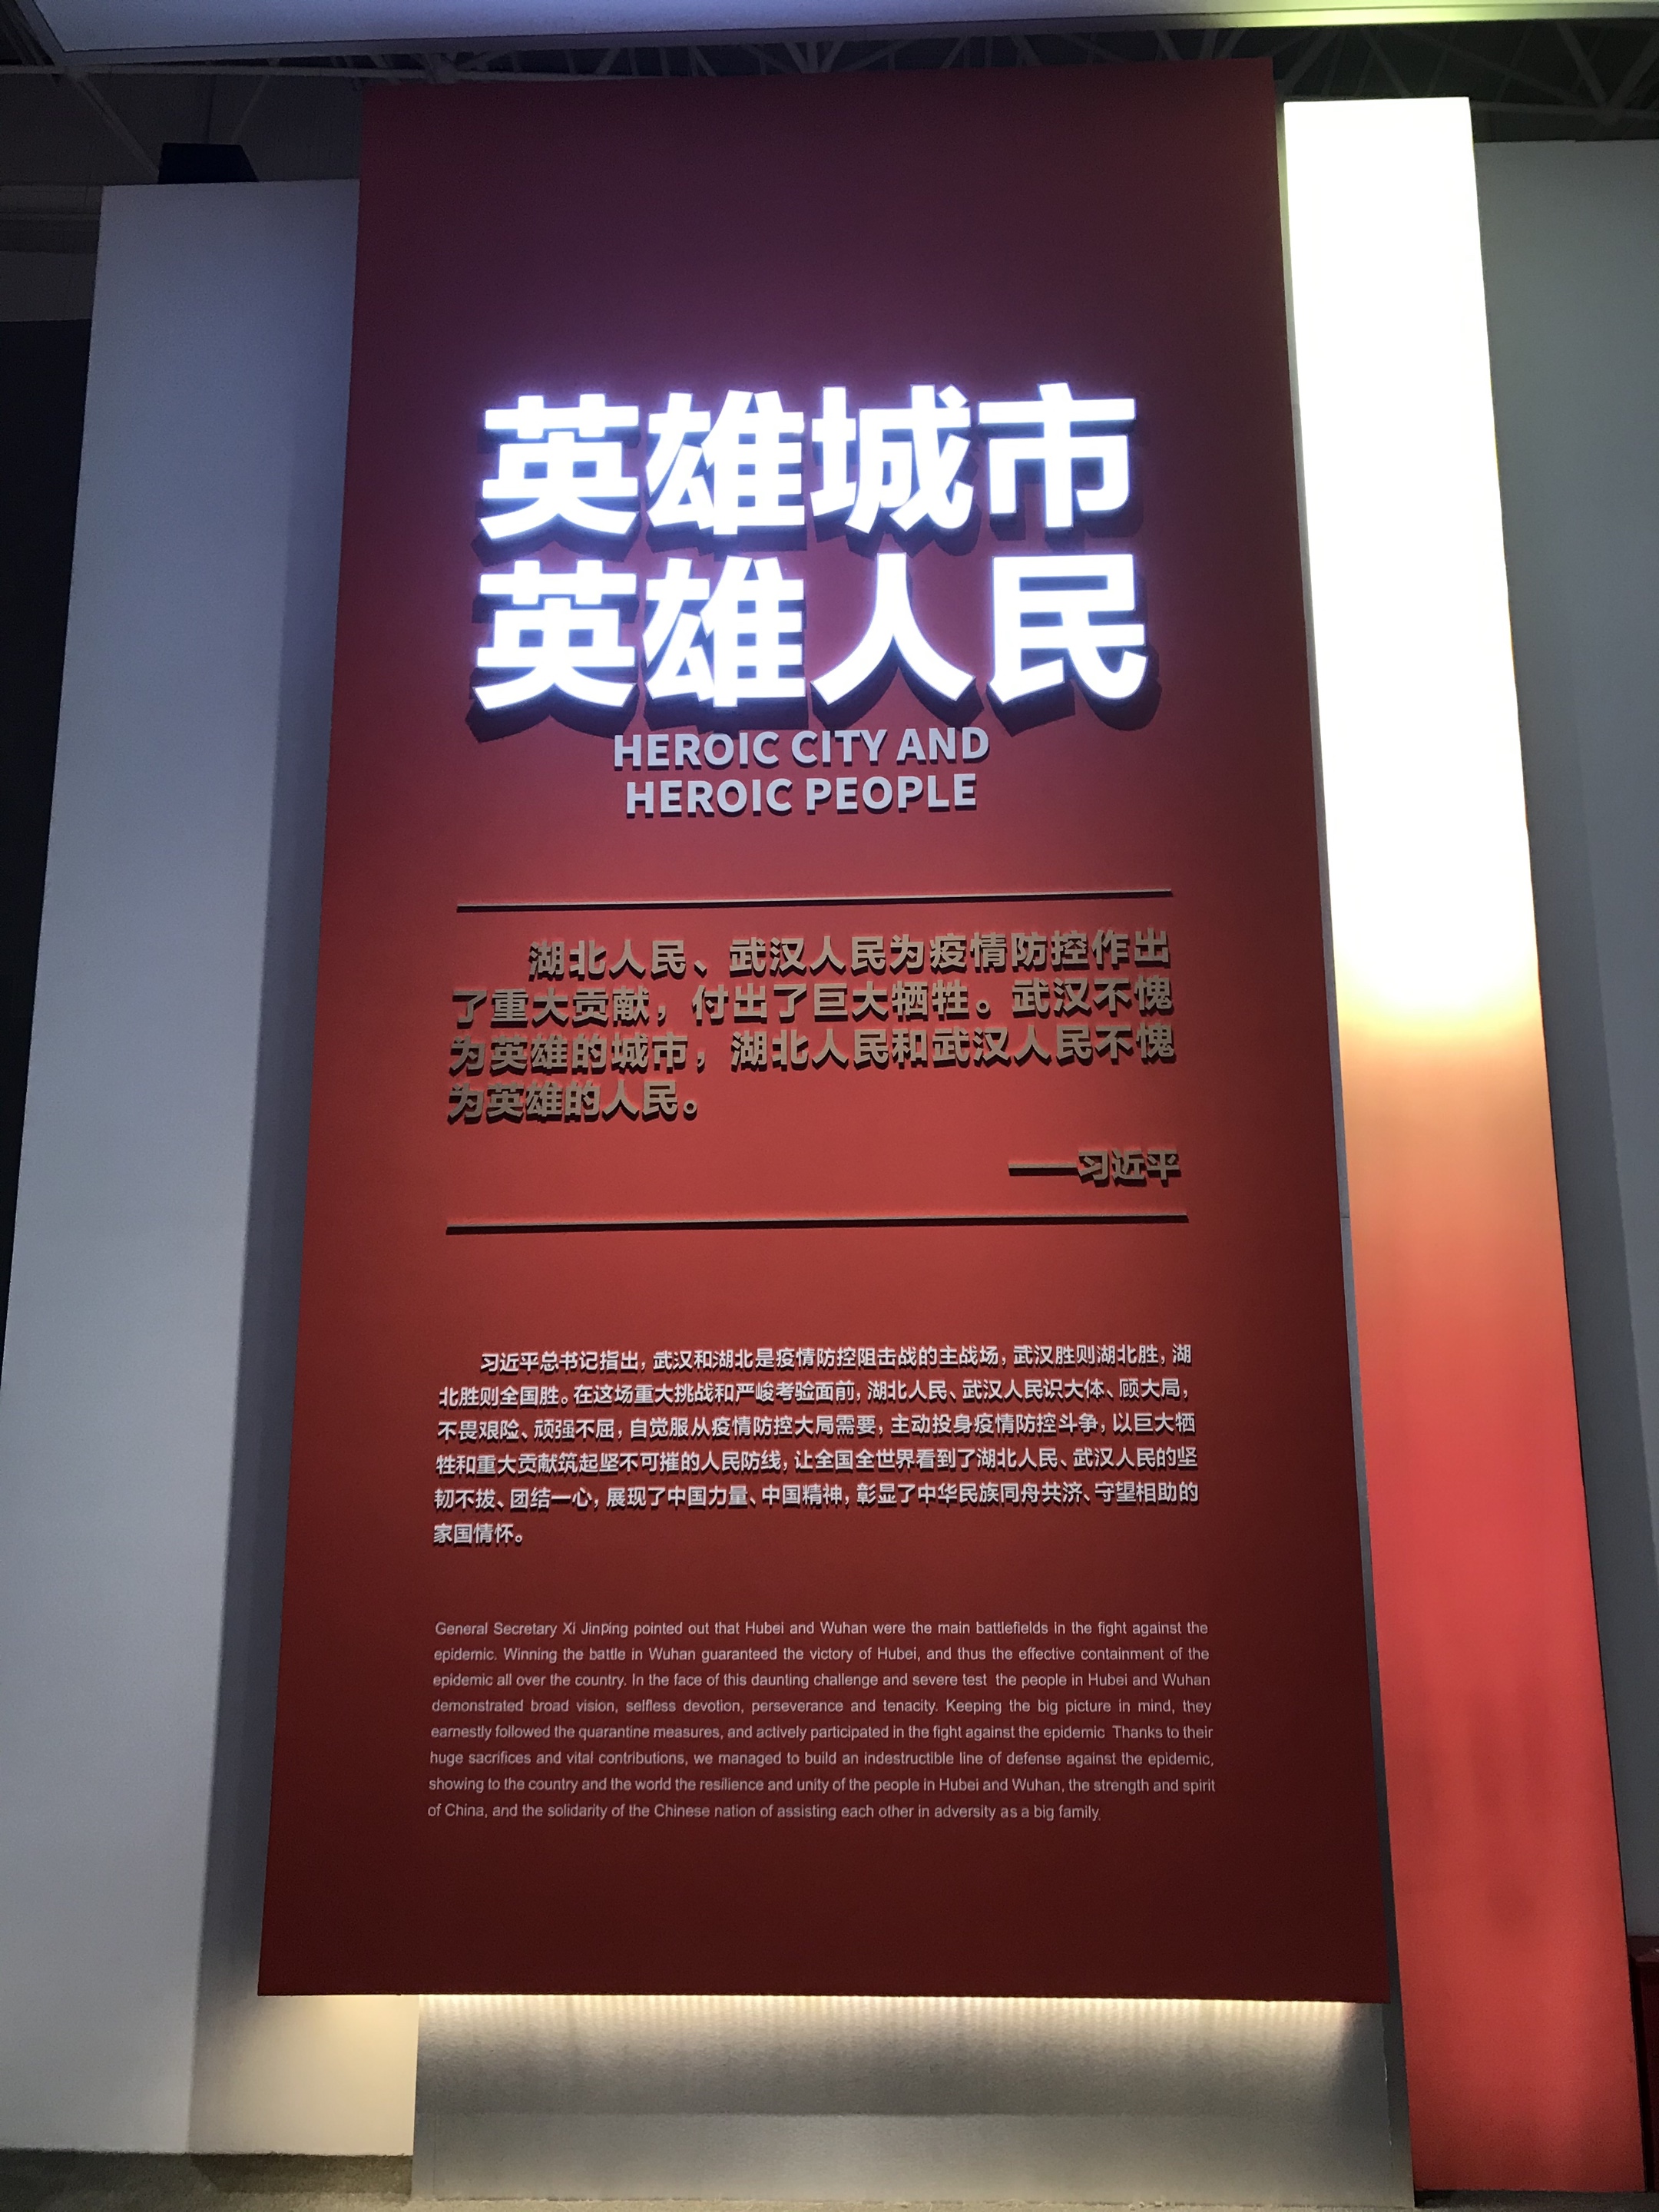 英雄城市
英雄人民
HEROIC CITY AND
HEROIC PEOPLE
湖北人民、武汉人民为疫情防控作出
了重大贡献，付出了巨大牺牲。武汉不愧
为英雄的城市，湖北人民和武汉人民不愧
为英雄的人民。
——习近平
习近平总书记指出，武汉和湖北是疫情防控阻击战的主战场，武汉胜则湖北胜，湖
北胜则全国胜。在这场重大挑战和严峻考验面前，湖北人民、武汉人民识大体、顾大局，
不畏艰险、顽强不屈，自觉服从疫情防控大局需要，主动投身疫情防控斗争，以巨大牺
牲和重大贡献筑起坚不可摧的人民防线，让全国全世界看到了湖北人民、武汉人民的坚
韧不拔、团结一心，展现了中国力量、中国精神，彰显了中华民族同舟共济、守望相助的
家国情怀。
General Secretary Xi Jinping pointed out that Hubei and Wuhan were the main battlefields in the fight against the
epidemic. Winning the battle in Wuhan guaranteed the victory of Hubei, and thus the effective containment of the
epidemic all over the country. In the face of this daunting challenge and severe test the people in Hubei and Wuhan
demonstrated broad vision, selfless devotion, perseverance and tenacity. Keeping the big picture in mind, they
earnestly followed the quarantine measures, and actively participated in the fight against the epidemic Thanks to their
huge sacrifices and vital contributions, we managed to build an indestructible line of defense against the epidemic,
showing to the country and the world the resilience and unity of the people in Hubei and Wuhan, the strength and spirit
of China, and the solidarity of the Chinese nation of assisting each other in adversity as a big family.